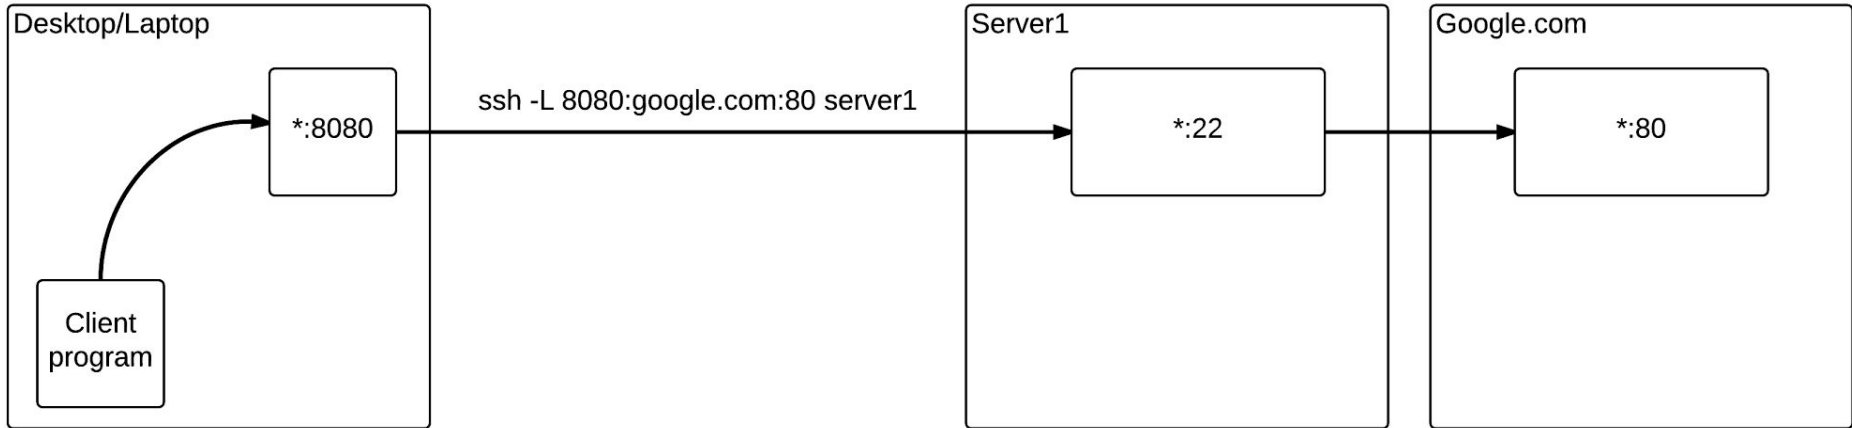 Desktop/Laptop
*:8080
Client
program
ssh -L 8080:google.com:80 server1
Server1
*:22
Google.com
*:80